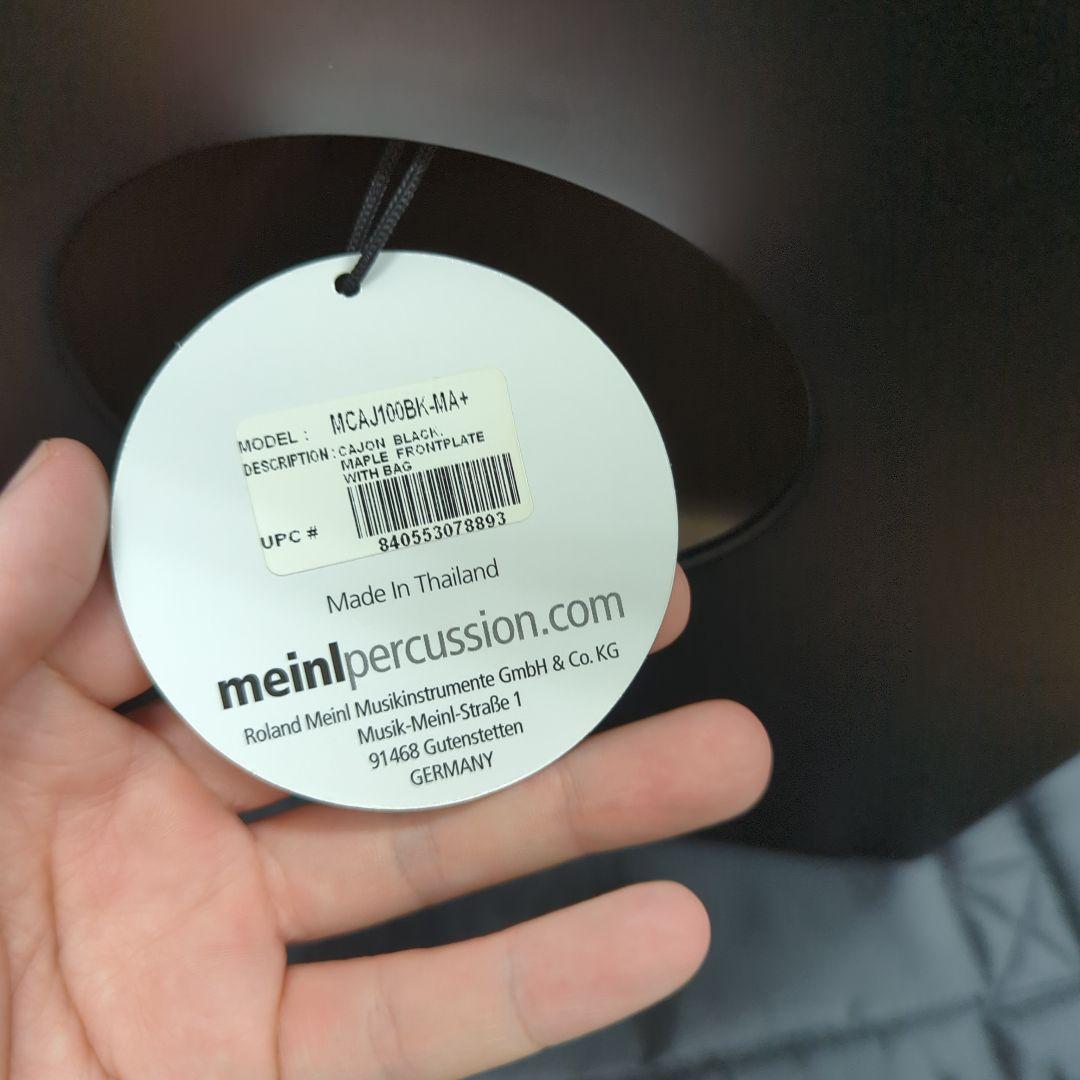 MODEL : MCAJ100BK-MA+
DESCRIPTION: CAJON BLACK,
MAPLE FRONTPLATE
WITH BAG
UPC #
840553078893
Made In Thailand
meinlpercussion.com
Roland Meinl Musikinstrumente GmbH & Co. KG
Musik-Meinl-Straße 1
91468 Gutenstetten
GERMANY